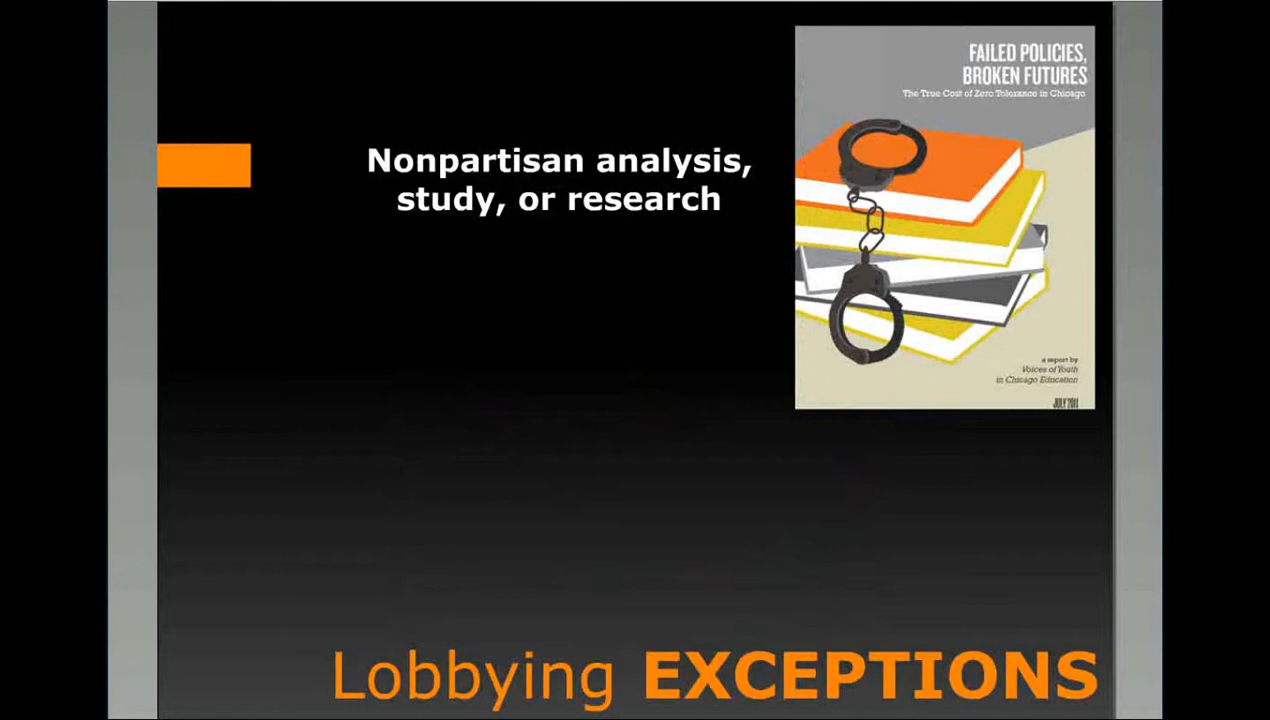 FAILED POLICIES,
BROKEN FUTURES
The True Cost of Zero Tolerance in Chicago
Nonpartisan analysis,
study, or research
a report by
Voices of Youth
in Chicago Education
JULY 2011
Lobbying EXCEPTIONS